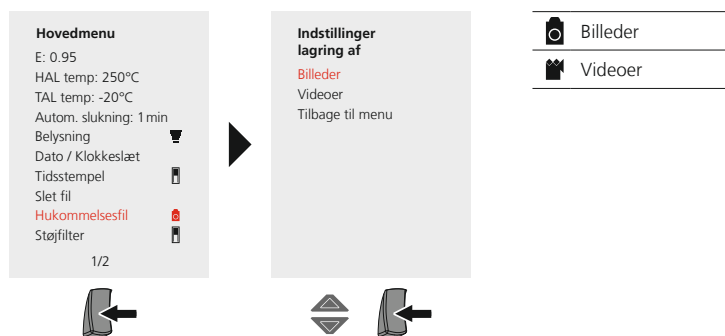 Hovedmenu
E: 0.95
HAL temp: 250°C
TAL temp: -20°C
Autom. slukning: 1 min
Belysning
Dato / Klokkeslæt
Tidsstempel
Slet fil
Hukommelsesfil
Støjfilter
1/2
Indstillinger
lagring af
Billeder
Videoer
Tilbage til menu
Billeder
Videoer